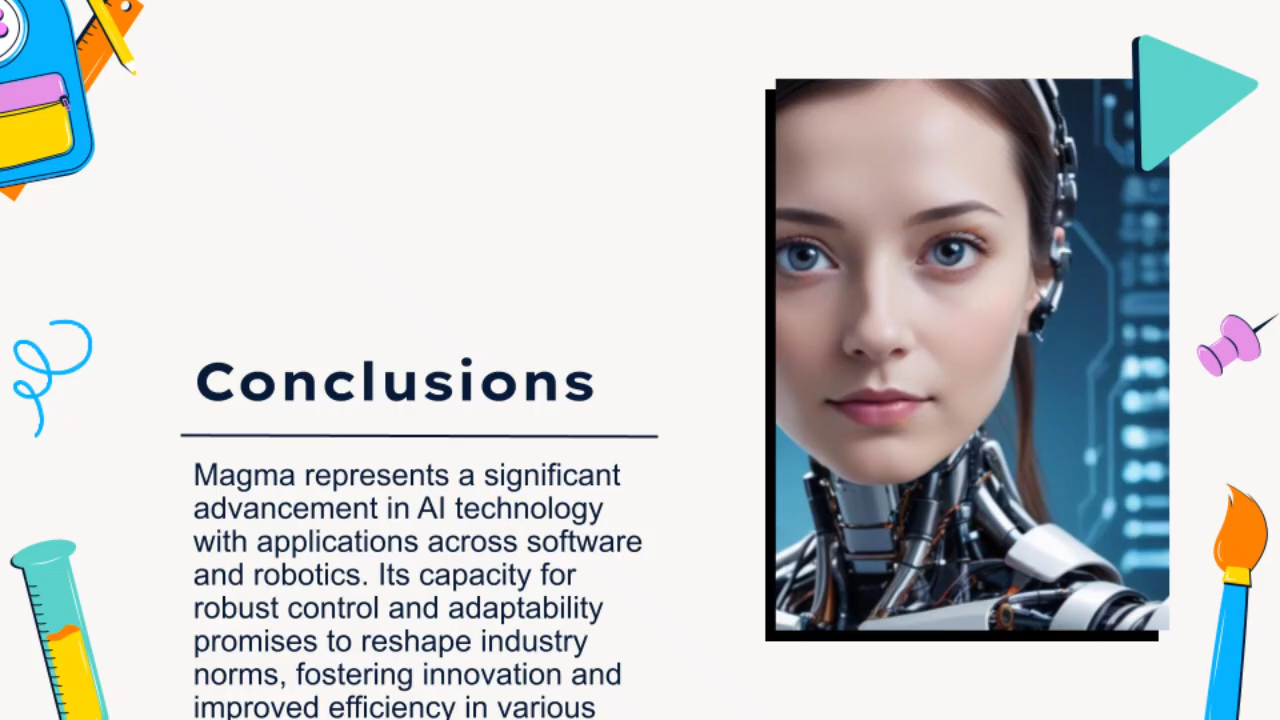 Conclusions
Magma represents a significant
advancement in AI technology
with applications across software
and robotics. Its capacity for
robust control and adaptability
promises to reshape industry
norms, fostering innovation and
improved efficiency in various